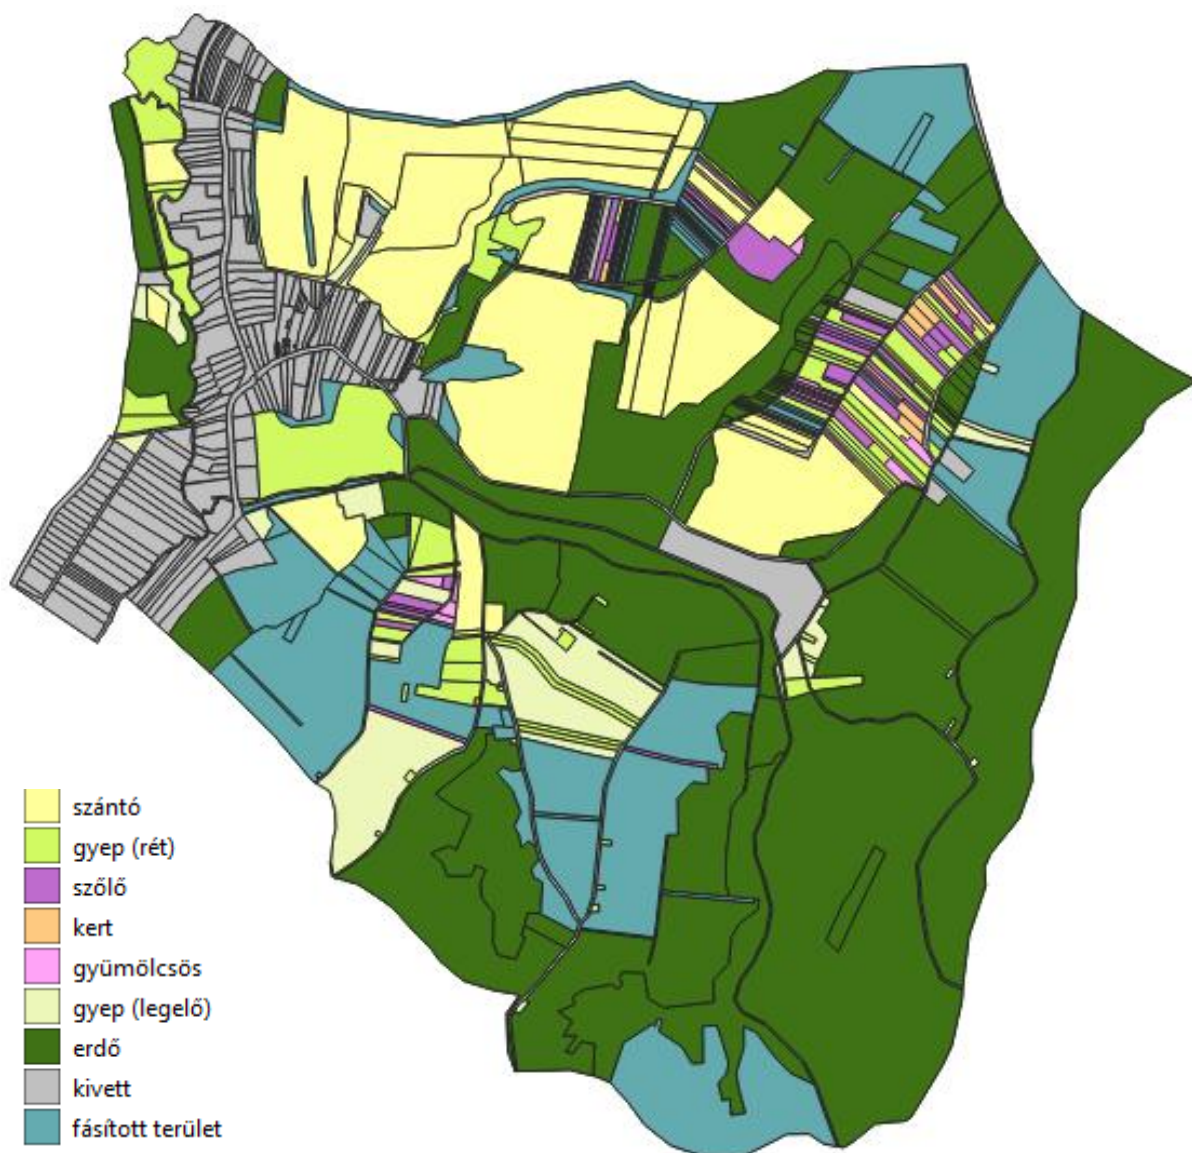 szántó
gyep (rét)
szőlő
kert
gyümölcsös
gyep (legelő)
erdő
kivett
fásított terület